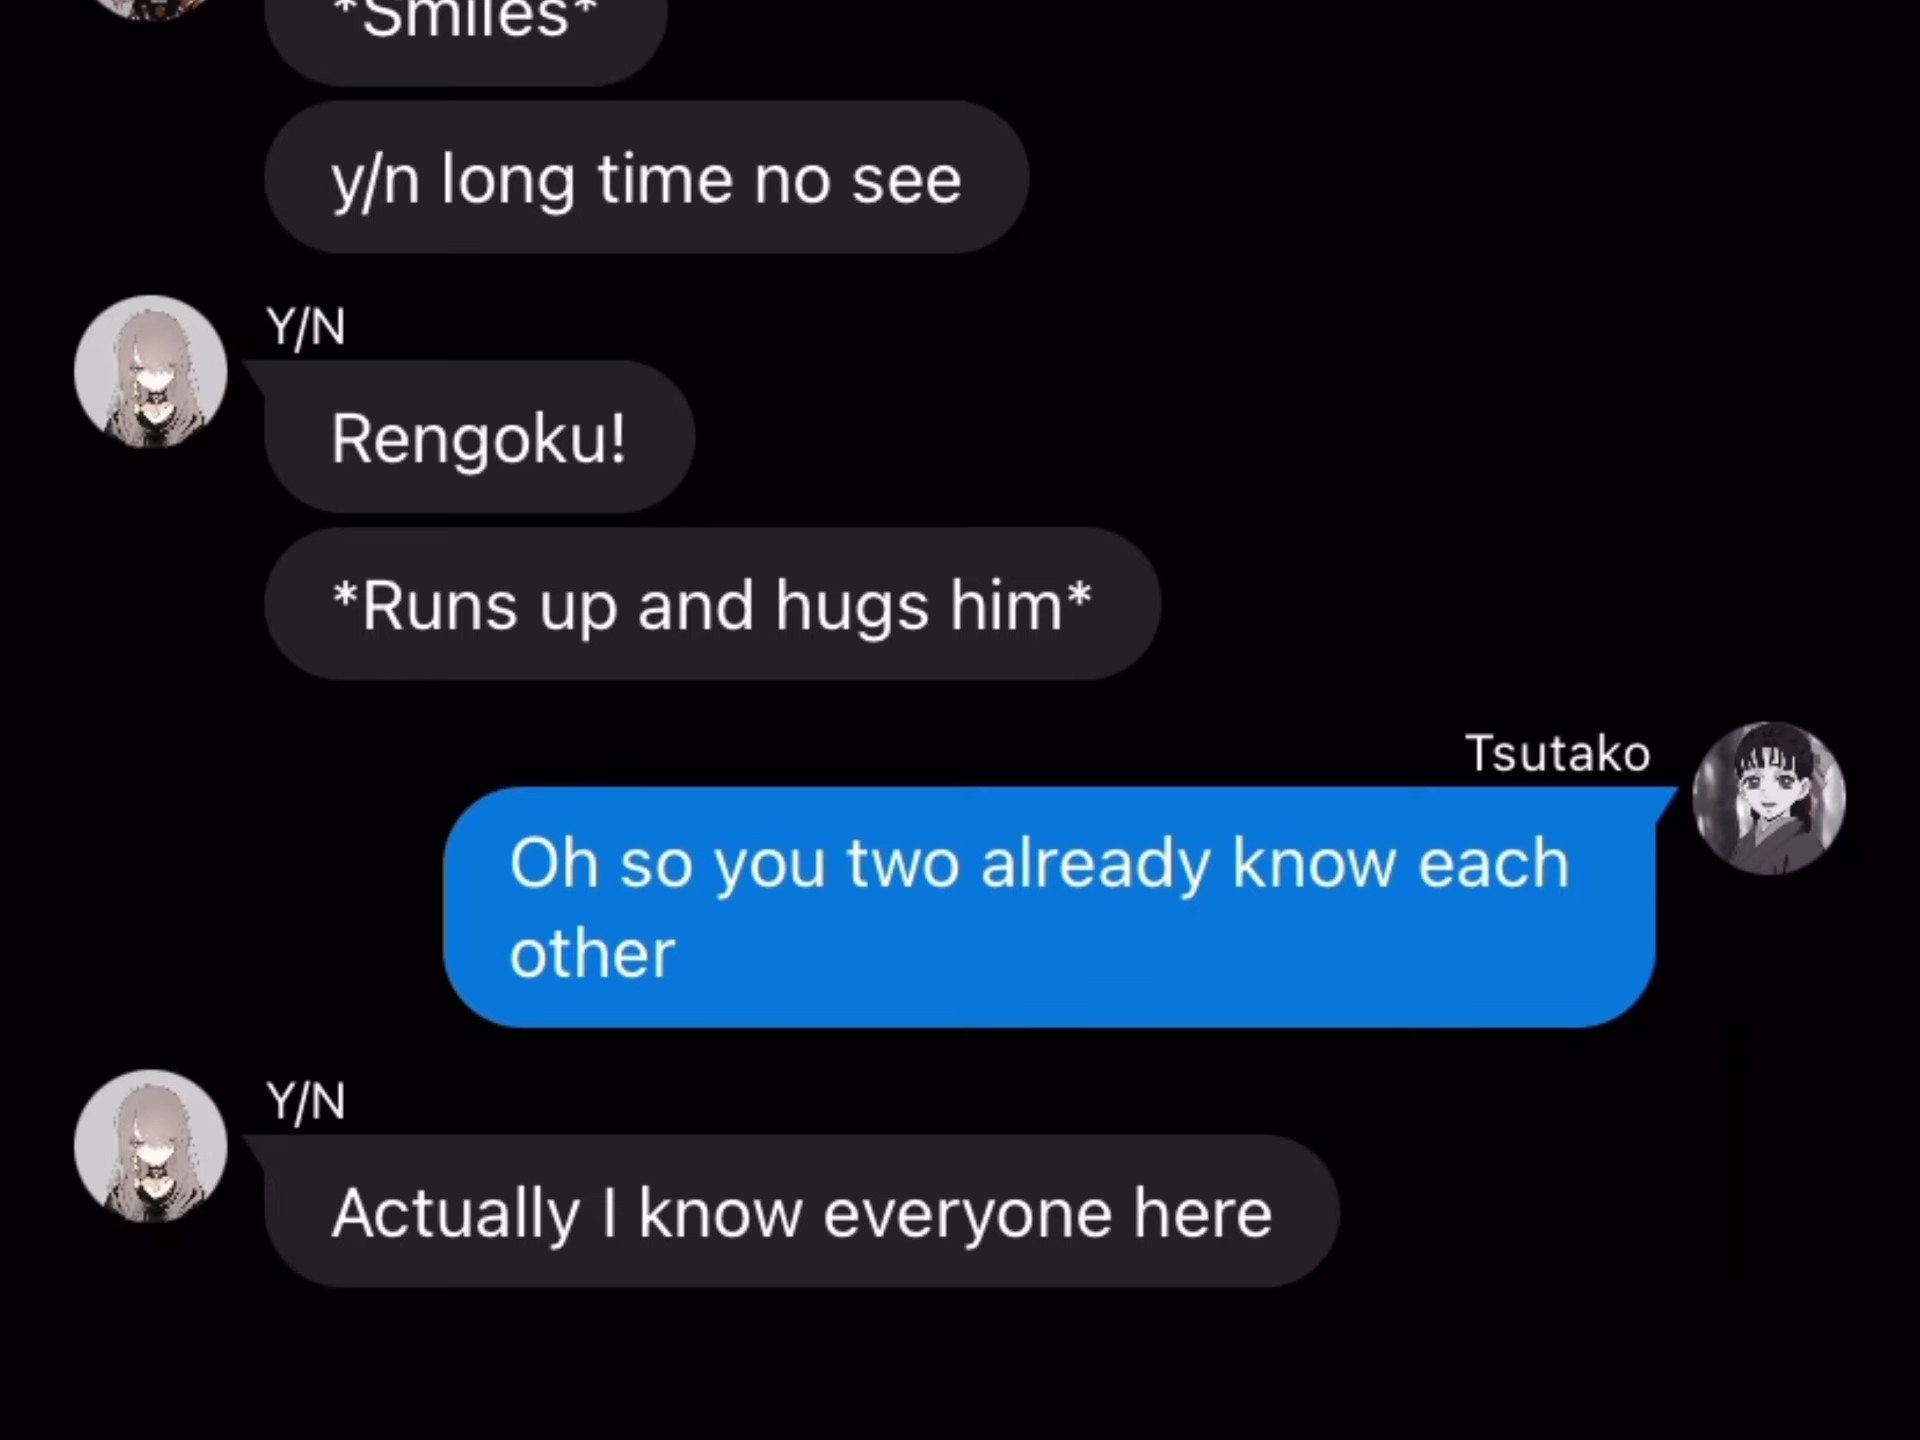 *Smiles*
y/n long time no see
Y/N
Rengoku!
*Runs up and hugs him*
Tsutako
Oh so you two already know each
other
Y/N
Actually I know everyone here